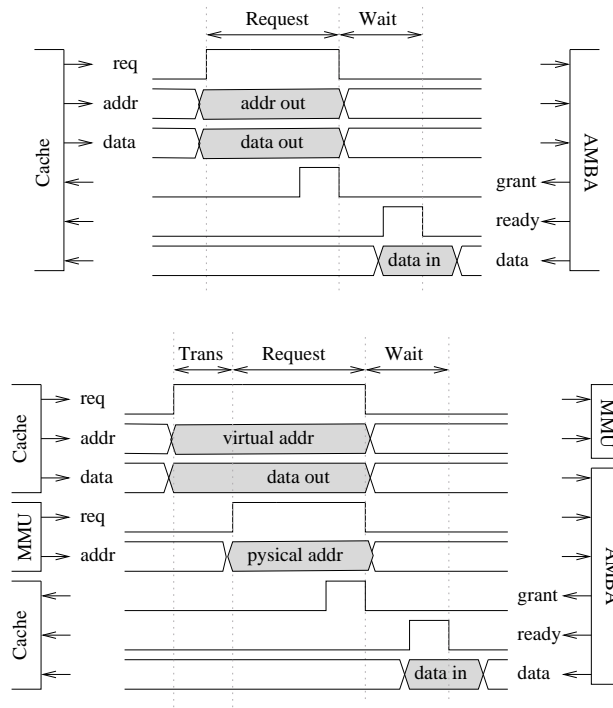 Request Wait
req
addr addr out
data data out
Cache
AMBA
grant
ready
data in data
Trans Request Wait
req
addr virtual addr
data data out
Cache
MMU
req
addr pysical addr
MMU
AMBA
grant
ready
data in data
Cache